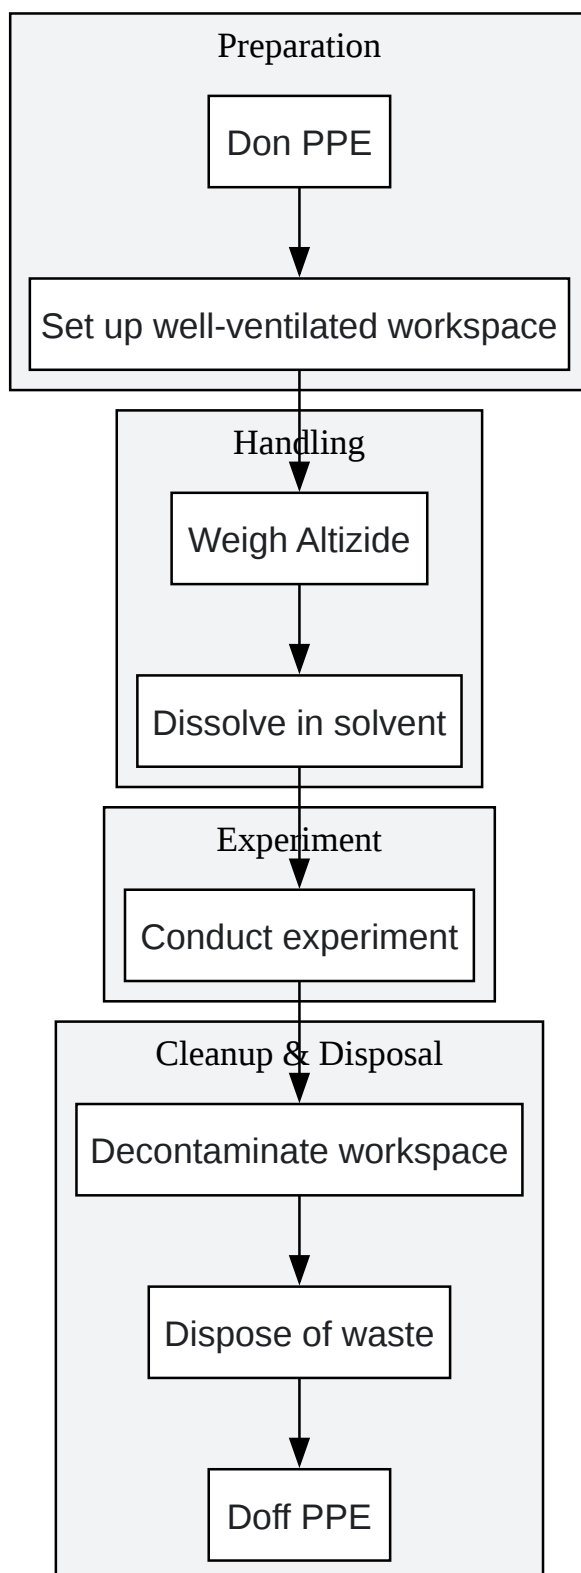 Preparation
Don PPE
Set up well-ventilated workspace
Handling
Weigh Altizide
Dissolve in solvent
Experiment
Conduct experiment
Cleanup & Disposal
Decontaminate workspace
Dispose of waste
Doff PPE